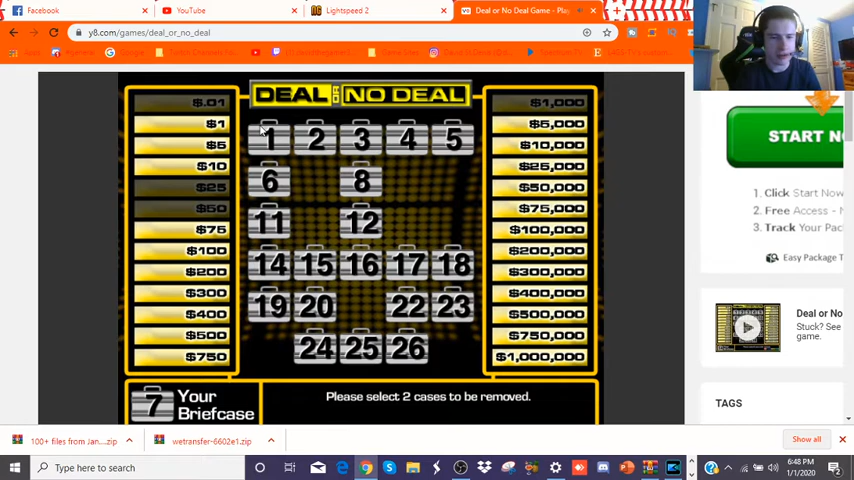 Facebook
YouTube
Lightspeed 2
Deal or No Deal Game - Play
y8.com/games/deal_or_no_deal
DEAL OR NO DEAL
$.01
$1
$5
$10
$25
$50
$75
$100
$200
$300
$400
$500
$750
1 2 3 4 5
6 8
11 12
14 15 16 17 18
19 20 22 23
24 25 26
$1,000
$5,000
$10,000
$25,000
$50,000
$75,000
$100,000
$200,000
$300,000
$400,000
$500,000
$750,000
$1,000,000
7 Your
Briefcase
Please select 2 cases to be removed.
START NO
1. Click Start Now
2. Free Access - N
3. Track Your Pac
Easy Package T
Deal or No
Stuck? See
game.
TAGS
100+ files from Jan....zip
wetransfer-6602e1.zip
Show all
Type here to search
6:48 PM
1/1/2020